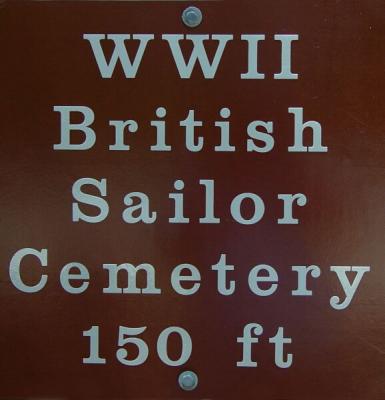 WWII
British
Sailor
Cemetery
150 ft